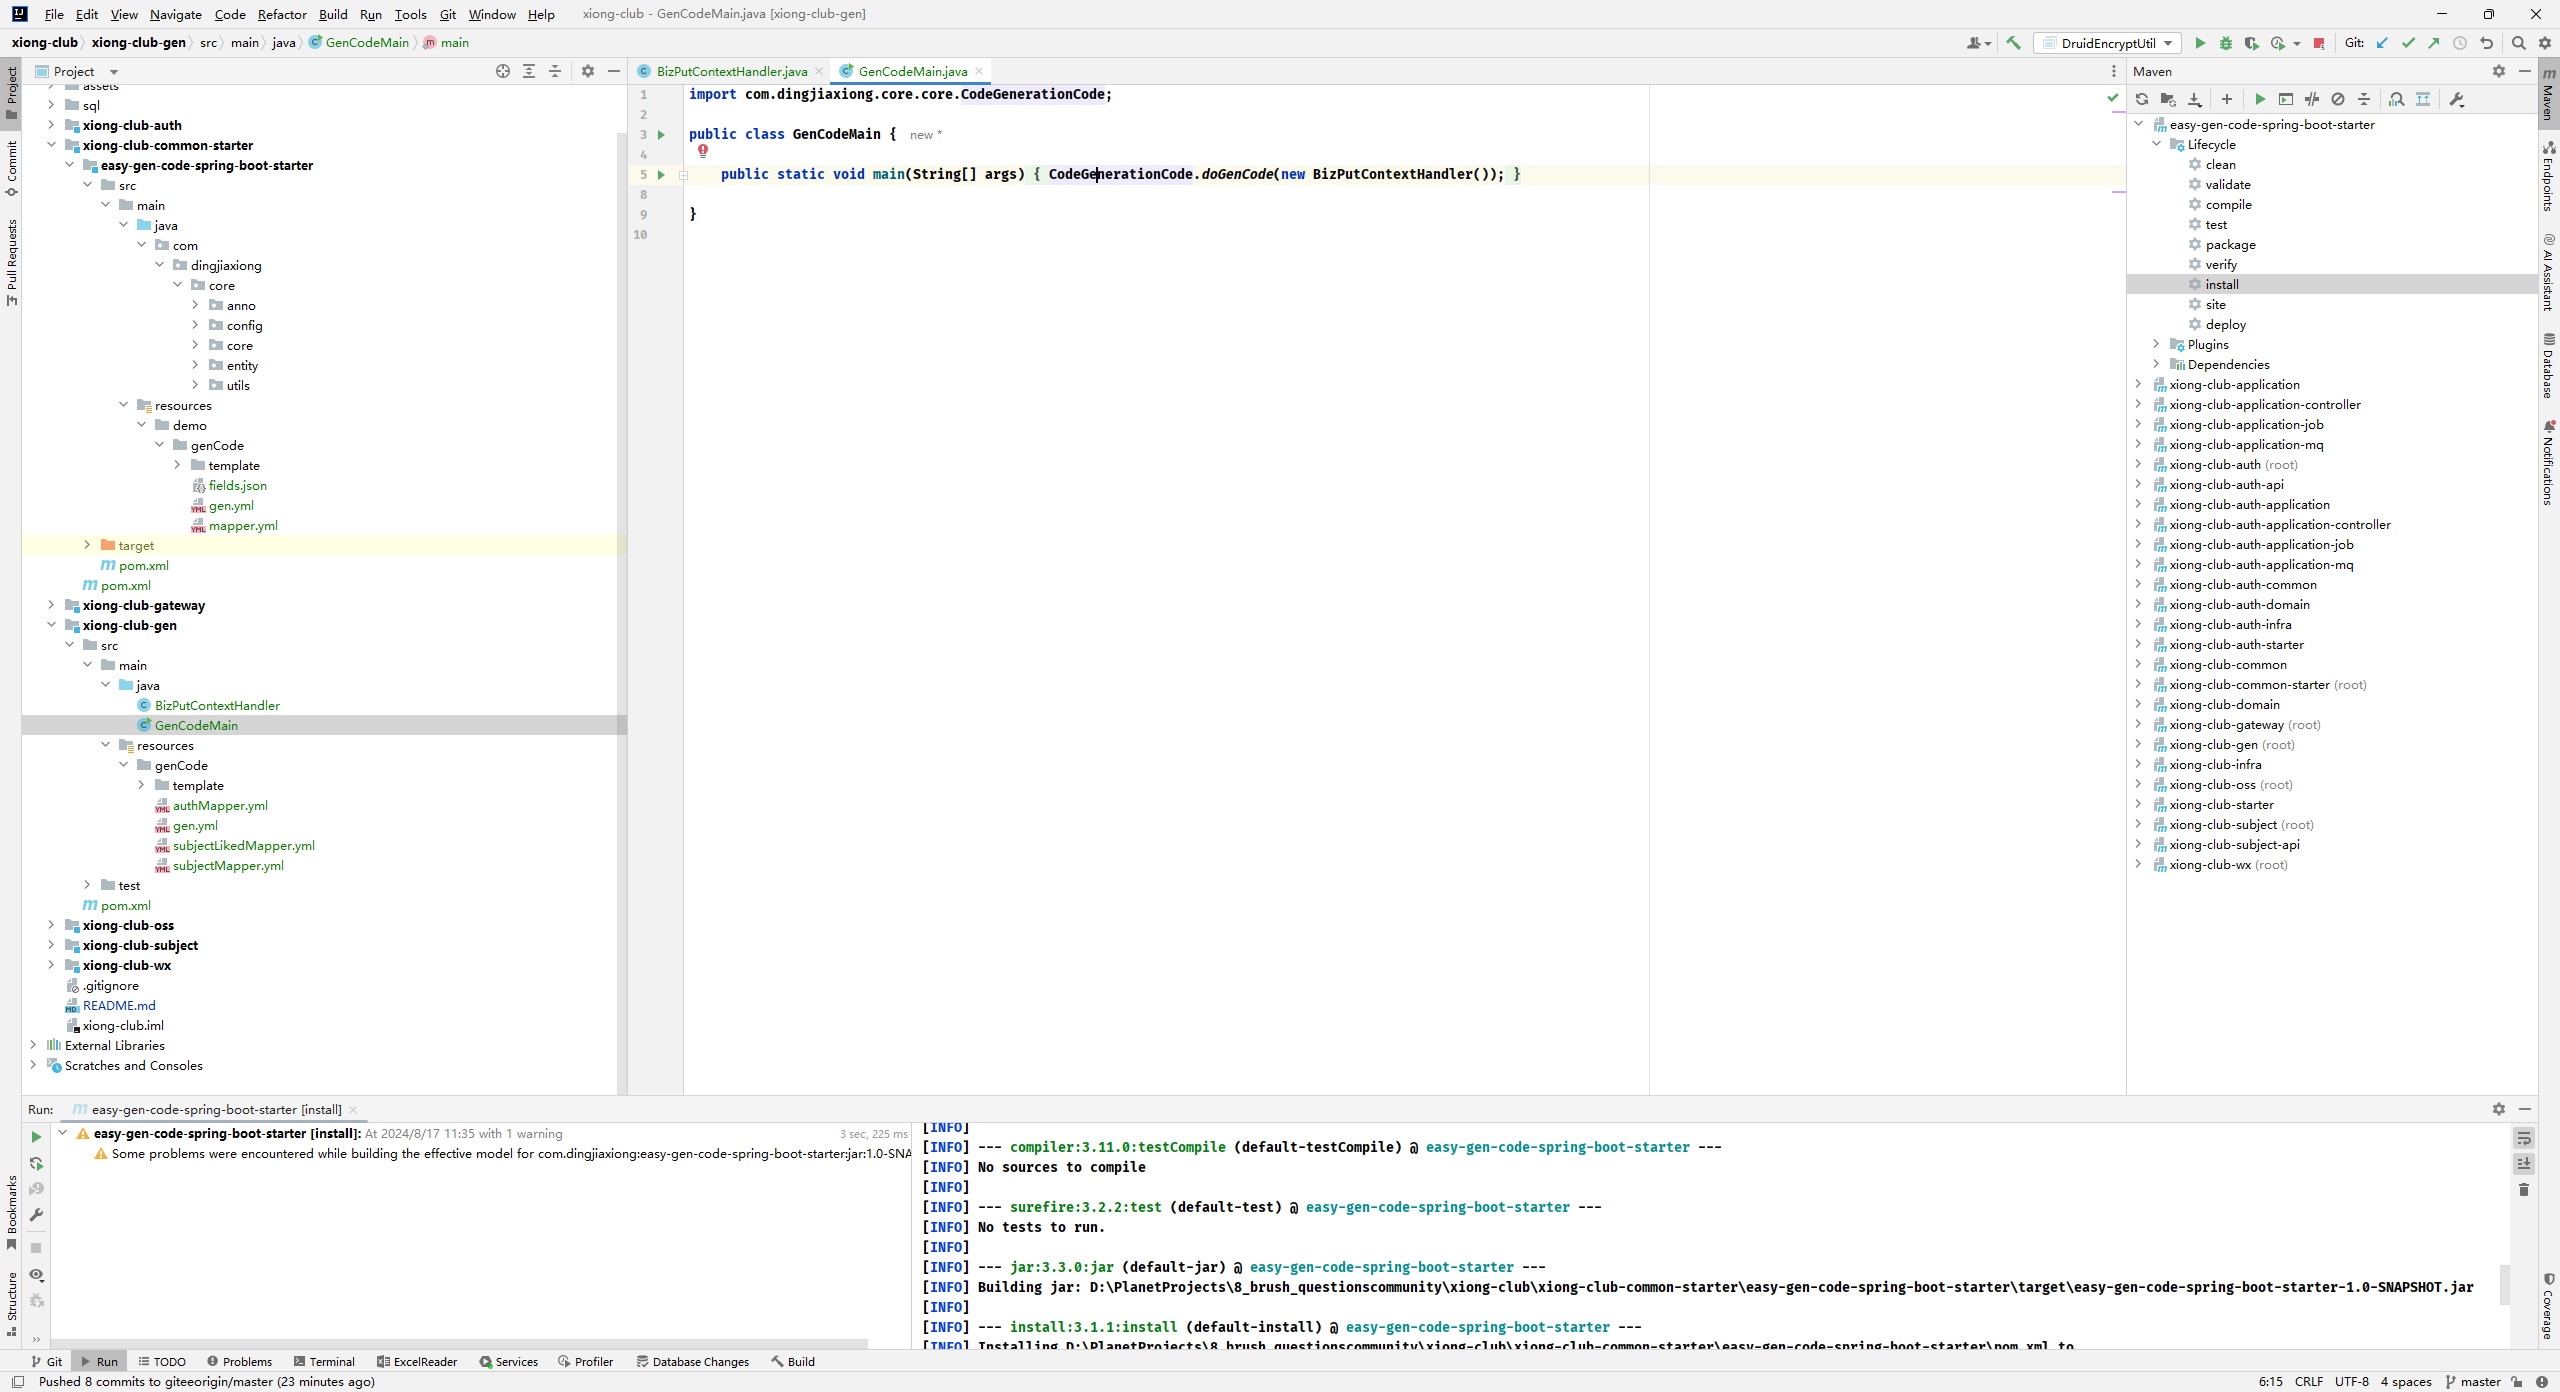 File Edit View Navigate Code Refactor Build Run Tools Git Window Help xiong-club - GenCodeMain.java [xiong-club-gen]
xiong-club xiong-club-gen src main java GenCodeMain main DruidEncryptUtil Git:
Project
assets
sql
xiong-club-auth
xiong-club-common-starter
easy-gen-code-spring-boot-starter
src
main
java
com
dingjiaxiong
core
anno
config
core
entity
utils
resources
demo
genCode
template
fields.json
gen.yml
mapper.yml
target
pom.xml
pom.xml
xiong-club-gateway
xiong-club-gen
src
main
java
BizPutContextHandler
GenCodeMain
resources
genCode
template
authMapper.yml
gen.yml
subjectLikedMapper.yml
subjectMapper.yml
test
pom.xml
xiong-club-oss
xiong-club-subject
xiong-club-wx
.gitignore
README.md
xiong-club.iml
External Libraries
Scratches and Consoles
BizPutContextHandler.java GenCodeMain.java
1 import com.dingjiaxiong.core.core.CodeGenerationCode;
2
3 public class GenCodeMain { new *
4
5 public static void main(String[] args) { CodeGenerationCode.doGenCode(new BizPutContextHandler()); }
8
9 }
10
Maven
easy-gen-code-spring-boot-starter
Lifecycle
clean
validate
compile
test
package
verify
install
site
deploy
Plugins
Dependencies
xiong-club-application
xiong-club-application-controller
xiong-club-application-job
xiong-club-application-mq
xiong-club-auth (root)
xiong-club-auth-api
xiong-club-auth-application
xiong-club-auth-application-controller
xiong-club-auth-application-job
xiong-club-auth-application-mq
xiong-club-auth-common
xiong-club-auth-domain
xiong-club-auth-infra
xiong-club-auth-starter
xiong-club-common
xiong-club-common-starter (root)
xiong-club-domain
xiong-club-gateway (root)
xiong-club-gen (root)
xiong-club-infra
xiong-club-oss (root)
xiong-club-starter
xiong-club-subject (root)
xiong-club-subject-api
xiong-club-wx (root)
Project
Commit
Pull Requests
Bookmarks
Structure
Maven
Endpoints
AI Assistant
Database
Notifications
Coverage
Run: easy-gen-code-spring-boot-starter [install]
easy-gen-code-spring-boot-starter [install]: At 2024/8/17 11:35 with 1 warning 3 sec, 225 ms
Some problems were encountered while building the effective model for com.dingjiaxiong:easy-gen-code-spring-boot-starter:jar:1.0-SNA
[INFO]
[INFO] --- compiler:3.11.0:testCompile (default-testCompile) @ easy-gen-code-spring-boot-starter ---
[INFO] No sources to compile
[INFO]
[INFO] --- surefire:3.2.2:test (default-test) @ easy-gen-code-spring-boot-starter ---
[INFO] No tests to run.
[INFO]
[INFO] --- jar:3.3.0:jar (default-jar) @ easy-gen-code-spring-boot-starter ---
[INFO] Building jar: D:\PlanetProjects\8_brush_questionscommunity\xiong-club\xiong-club-common-starter\easy-gen-code-spring-boot-starter\target\easy-gen-code-spring-boot-starter-1.0-SNAPSHOT.jar
[INFO]
[INFO] --- install:3.1.1:install (default-install) @ easy-gen-code-spring-boot-starter ---
[INFO] Installing D:\PlanetProjects\8_brush_questionscommunity\xiong-club\xiong-club-common-starter\easy-gen-code-spring-boot-starter\pom.xml to
Git Run TODO Problems Terminal ExcelReader Services Profiler Database Changes Build
Pushed 8 commits to giteeorigin/master (23 minutes ago) 6:15 CRLF UTF-8 4 spaces master